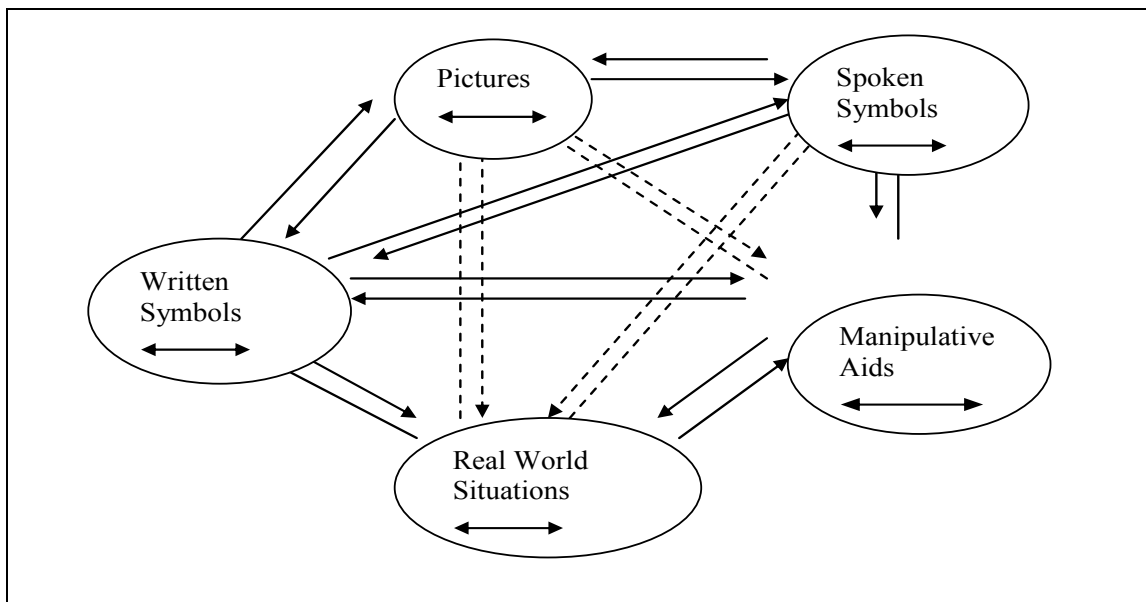 Pictures
Spoken
Symbols
Written
Symbols
Manipulative
Aids
Real World
Situations